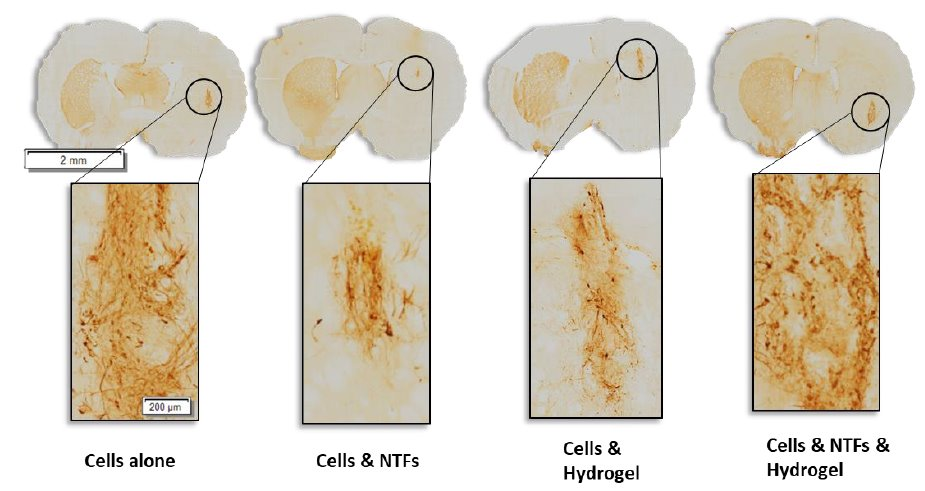 2 mm
200 µm
Cells alone
Cells & NTFs
Cells &
Hydrogel
Cells & NTFs &
Hydrogel